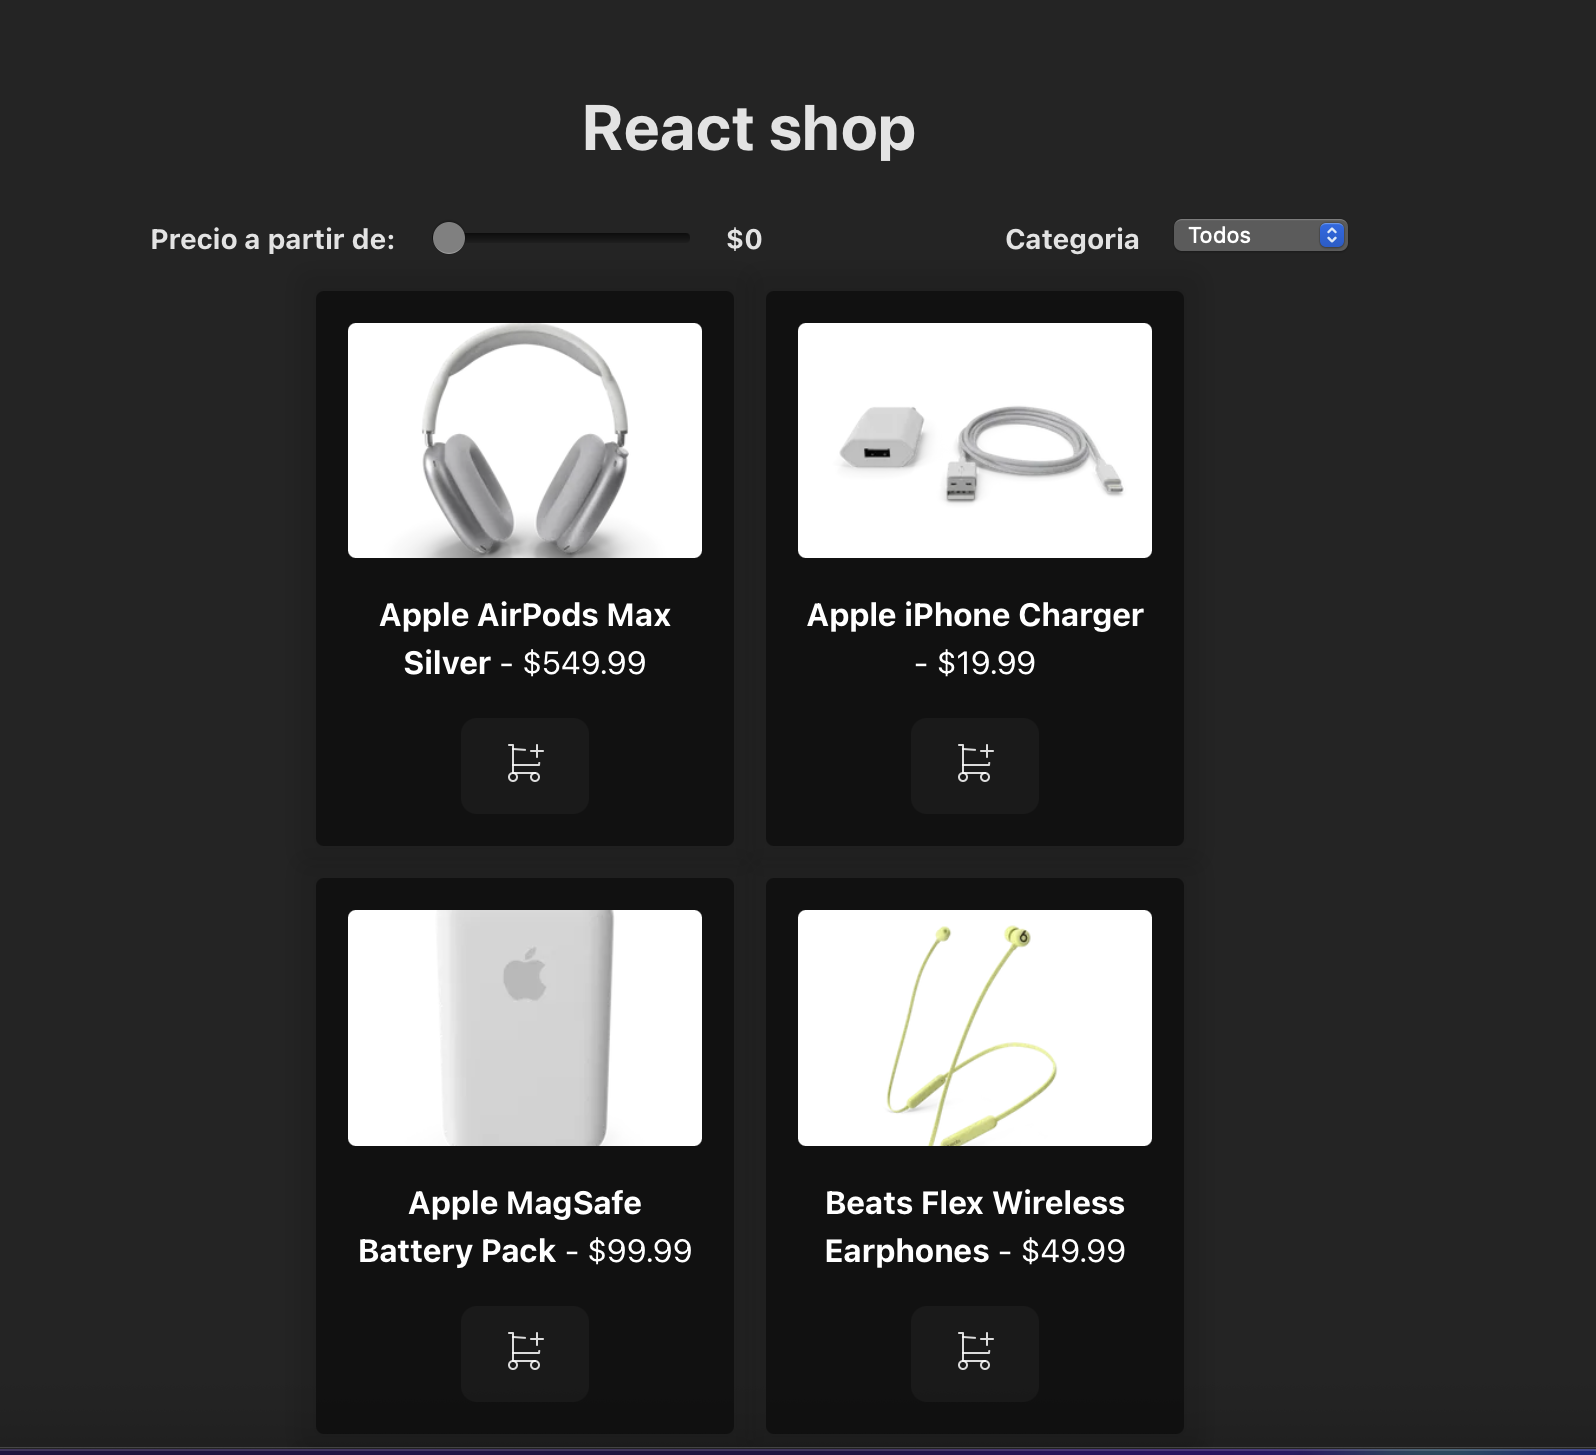 React shop
Precio a partir de:
$0
Categoria
Todos
Apple AirPods Max
Silver - $549.99
Apple iPhone Charger
- $19.99
Apple MagSafe
Battery Pack - $99.99
Beats Flex Wireless
Earphones - $49.99